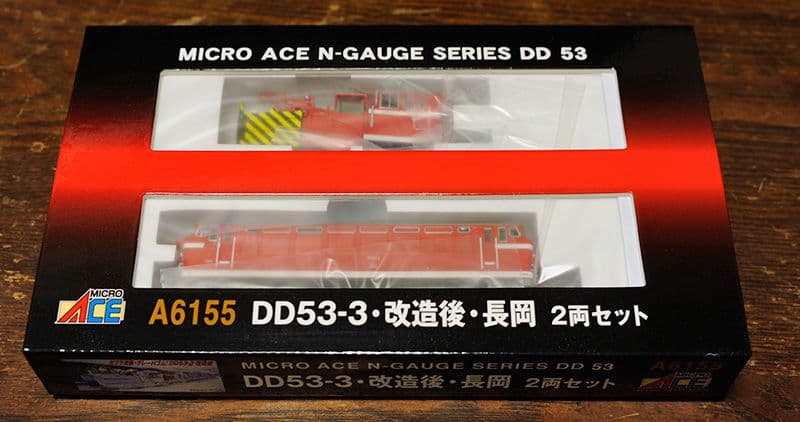 MICRO ACE N-GAUGE SERIES DD 53
MICRO
ACE
A6155 DD53-3・改造後・長岡 2両セット
MICRO ACE N-GAUGE SERIES DD 53
A6155
DD53-3・改造後・長岡 2両セット
MICRO
ACE